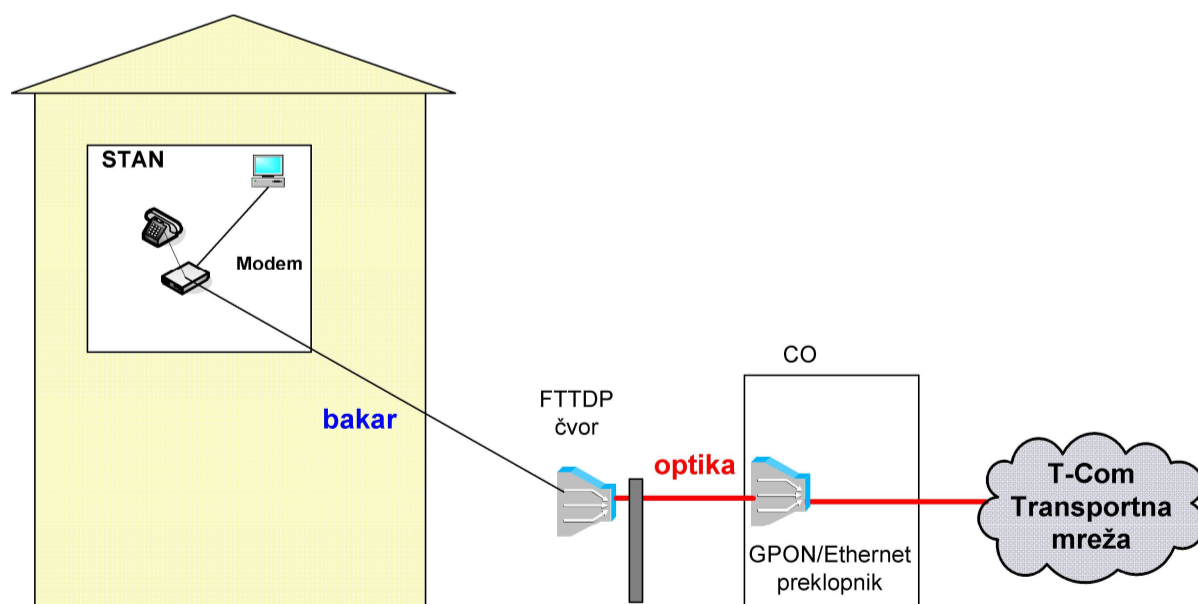 STAN
Modem
bakar
FTTDP
čvor
optika
CO
GPON/Ethernet
preklopnik
T-Com
Transportna
mreža